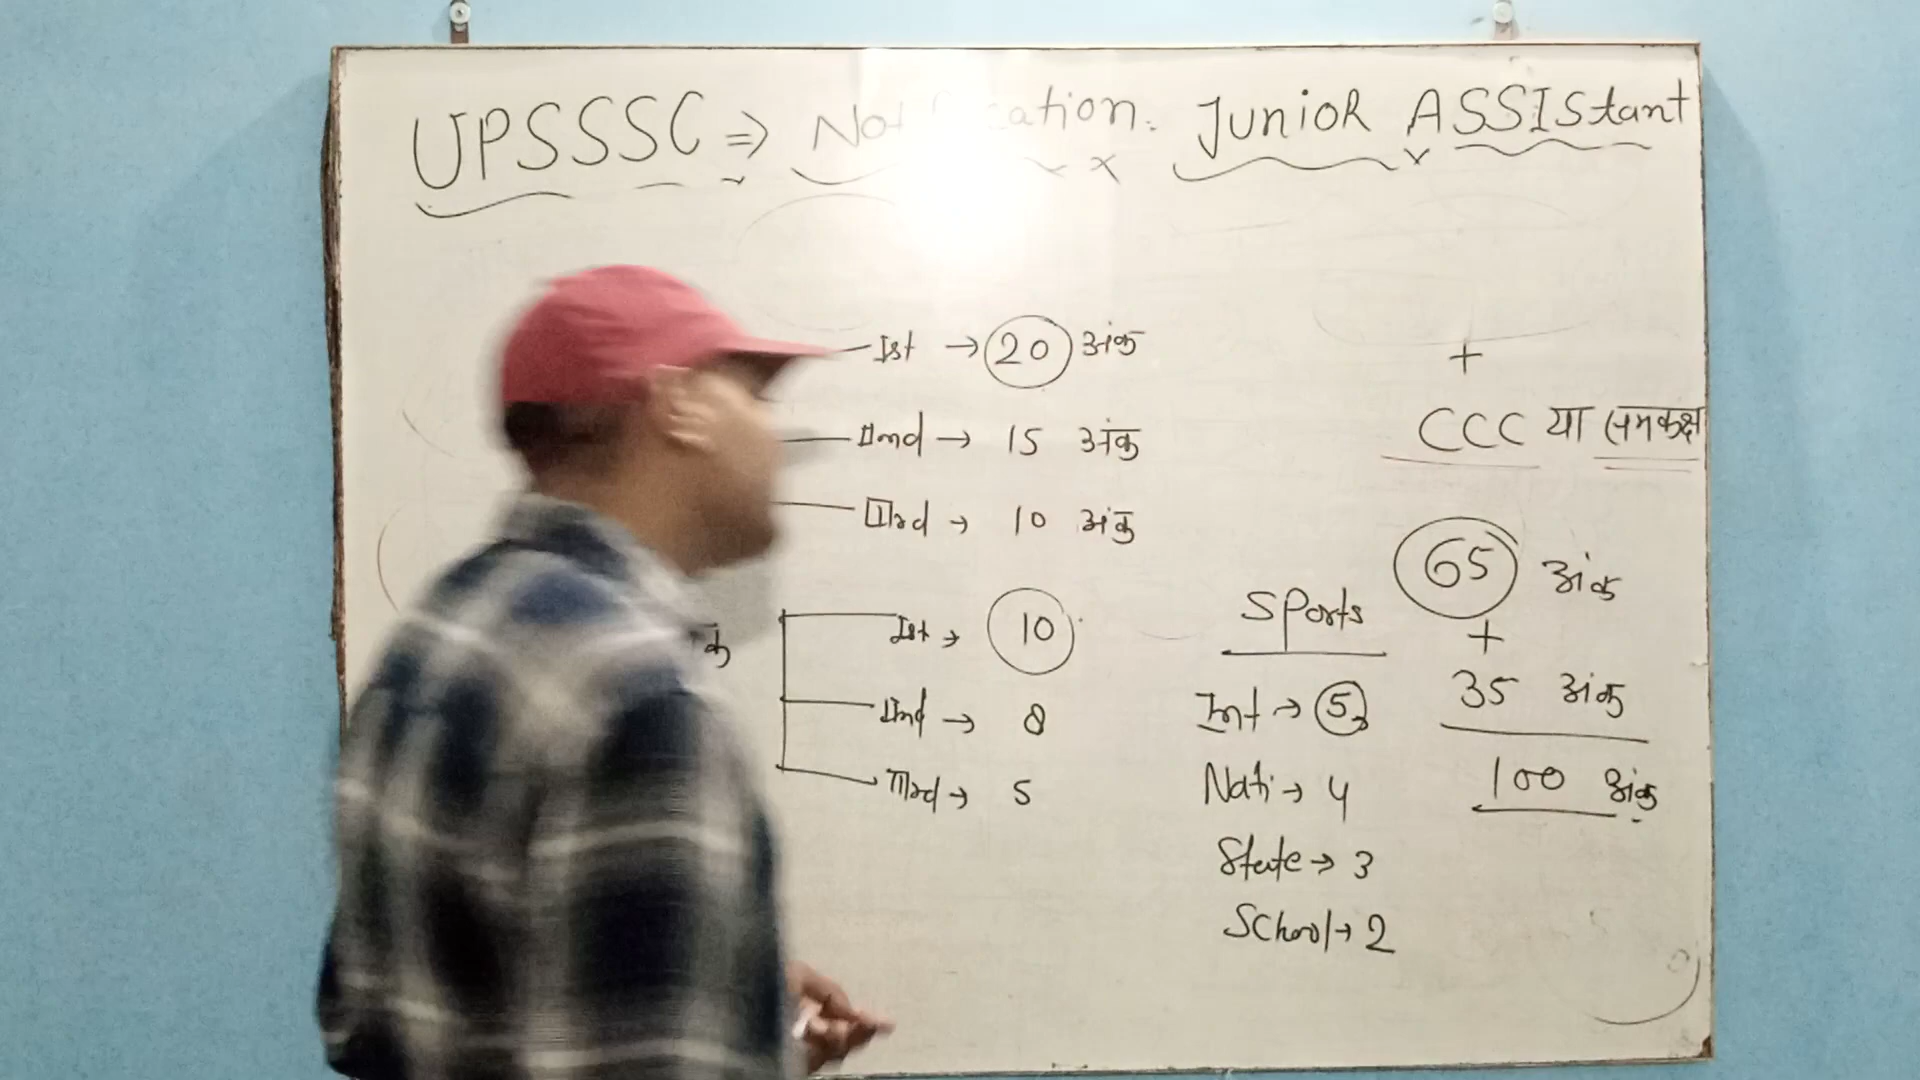 UPSSSC ⇒ Notification. Junior ASSIStant
Ist → 20 अंक
IInd → 15 अंक
IIIrd → 10 अंक
Ist → 10
IInd → 8
IIIrd → 5
+
CCC या समकक्ष
65 अंक
+
35 अंक
100 अंक
Sports
Int → 5
Nati → 4
State → 3
School → 2